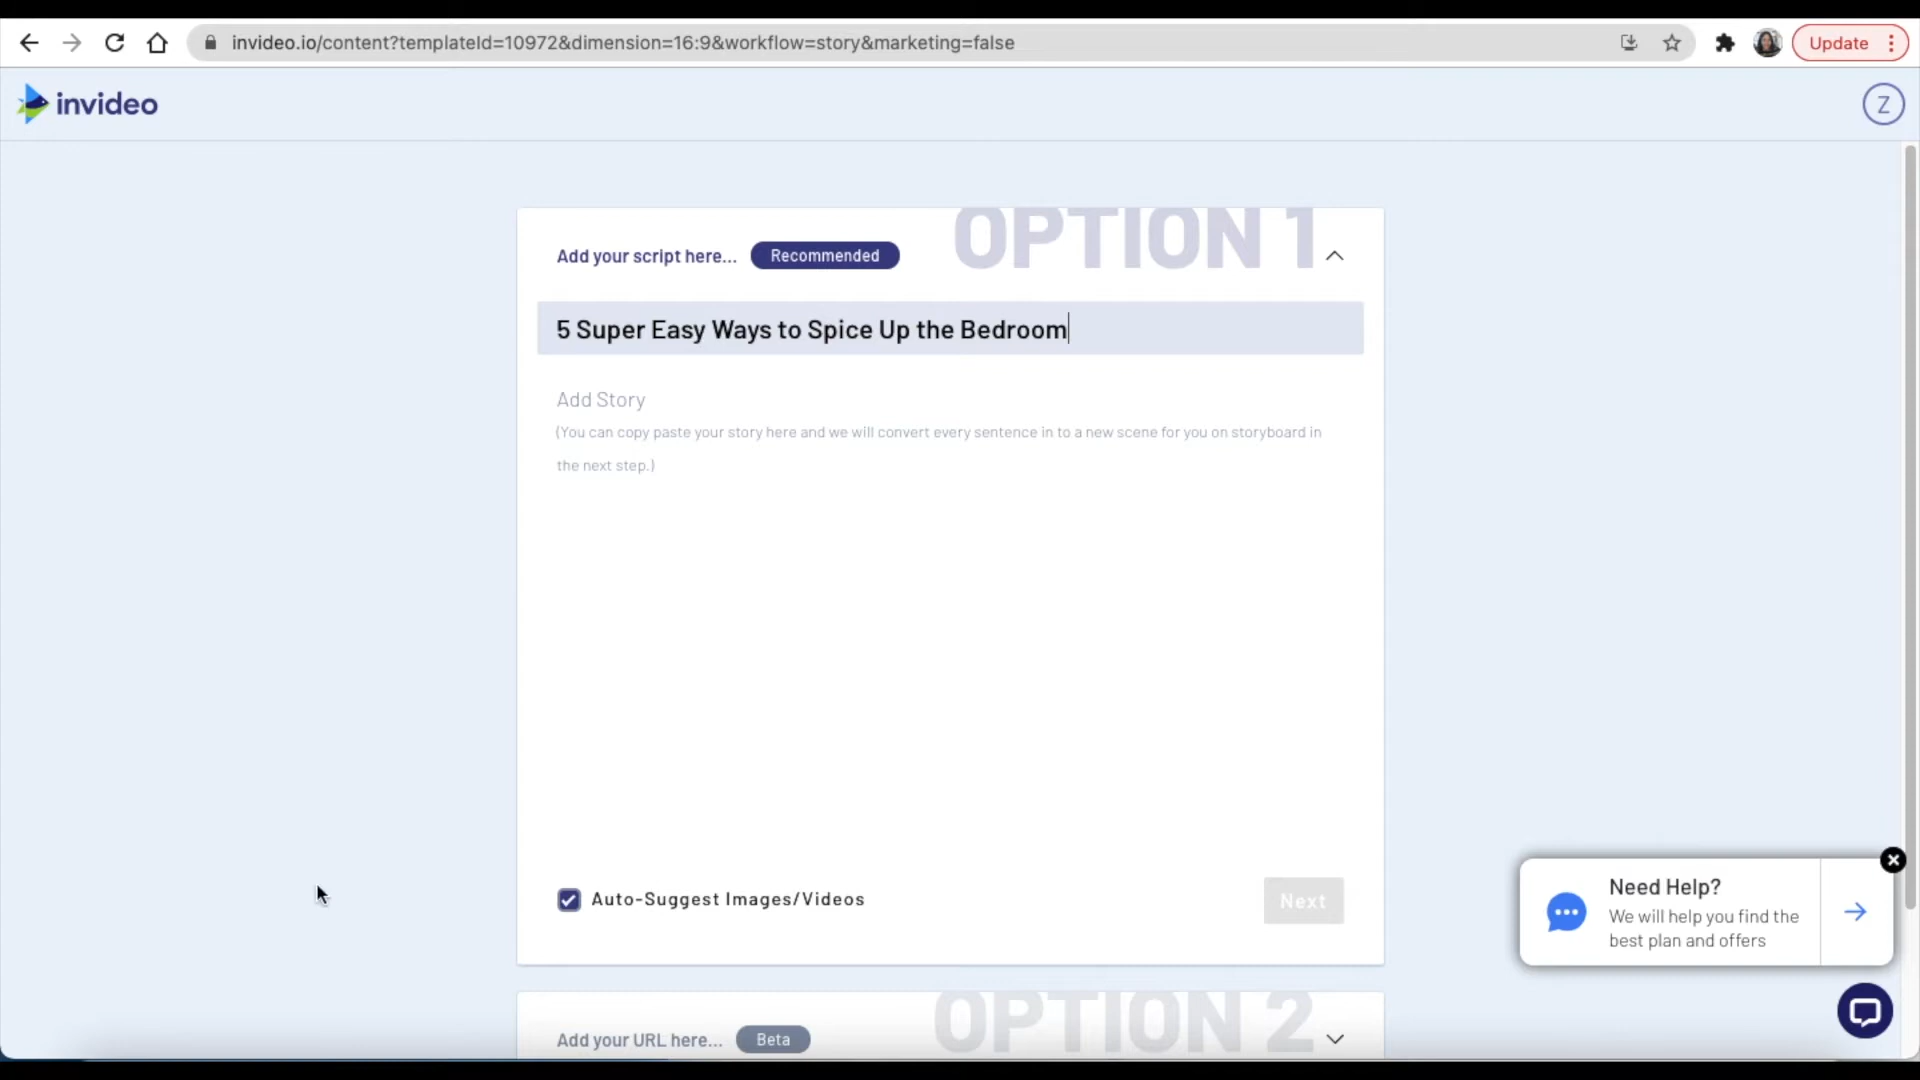 invideo.io/content?templateId=10972&dimension=16:9&workflow=story&marketing=false
Update
invideo
Z
OPTION 1
Add your script here...
Recommended
5 Super Easy Ways to Spice Up the Bedroom
Add Story
(You can copy paste your story here and we will convert every sentence in to a new scene for you on storyboard in
the next step.)
Auto-Suggest Images/Videos
Next
Need Help?
We will help you find the
best plan and offers
OPTION 2
Add your URL here...
Beta